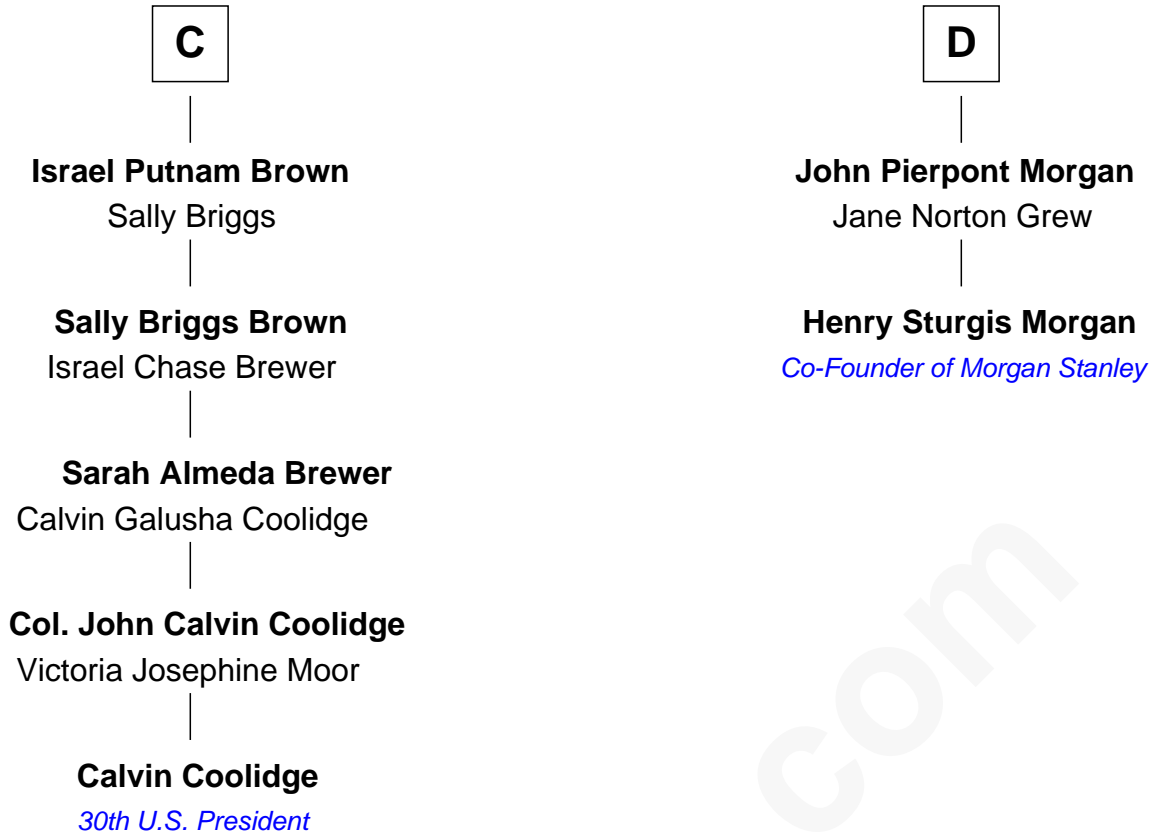 C
Israel Putnam Brown
Sally Briggs
Sally Briggs Brown
Israel Chase Brewer
Sarah Almeda Brewer
Calvin Galusha Coolidge
Col. John Calvin Coolidge
Victoria Josephine Moor
Calvin Coolidge
30th U.S. President
D
John Pierpont Morgan
Jane Norton Grew
Henry Sturgis Morgan
Co-Founder of Morgan Stanley
com